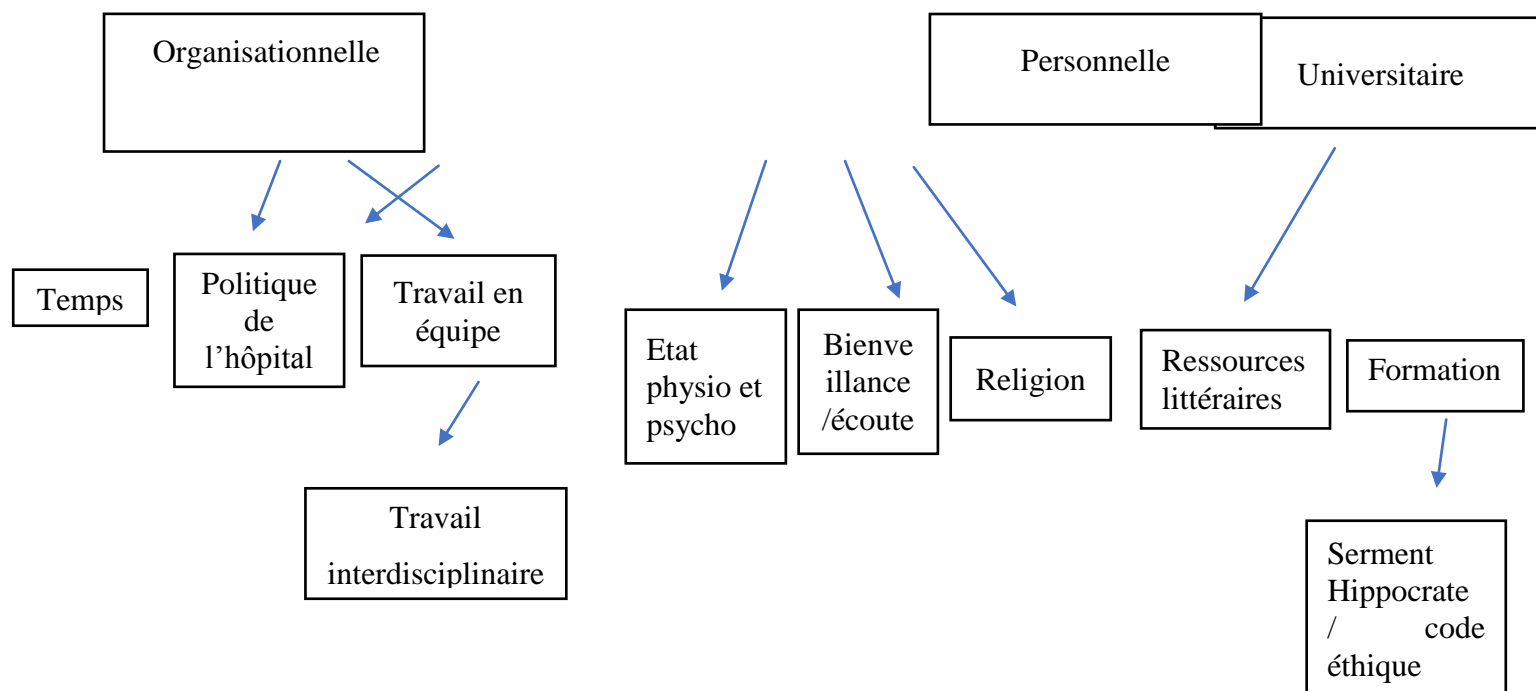 Organisationnelle
Personnelle
Universitaire
Temps
Politique
de
l’hôpital
Travail en
équipe
Etat
physio et
psycho
Bienve
illance
/écoute
Religion
Ressources
littéraires
Formation
Travail
interdisciplinaire
Serment
Hippocrate
/ code
éthique